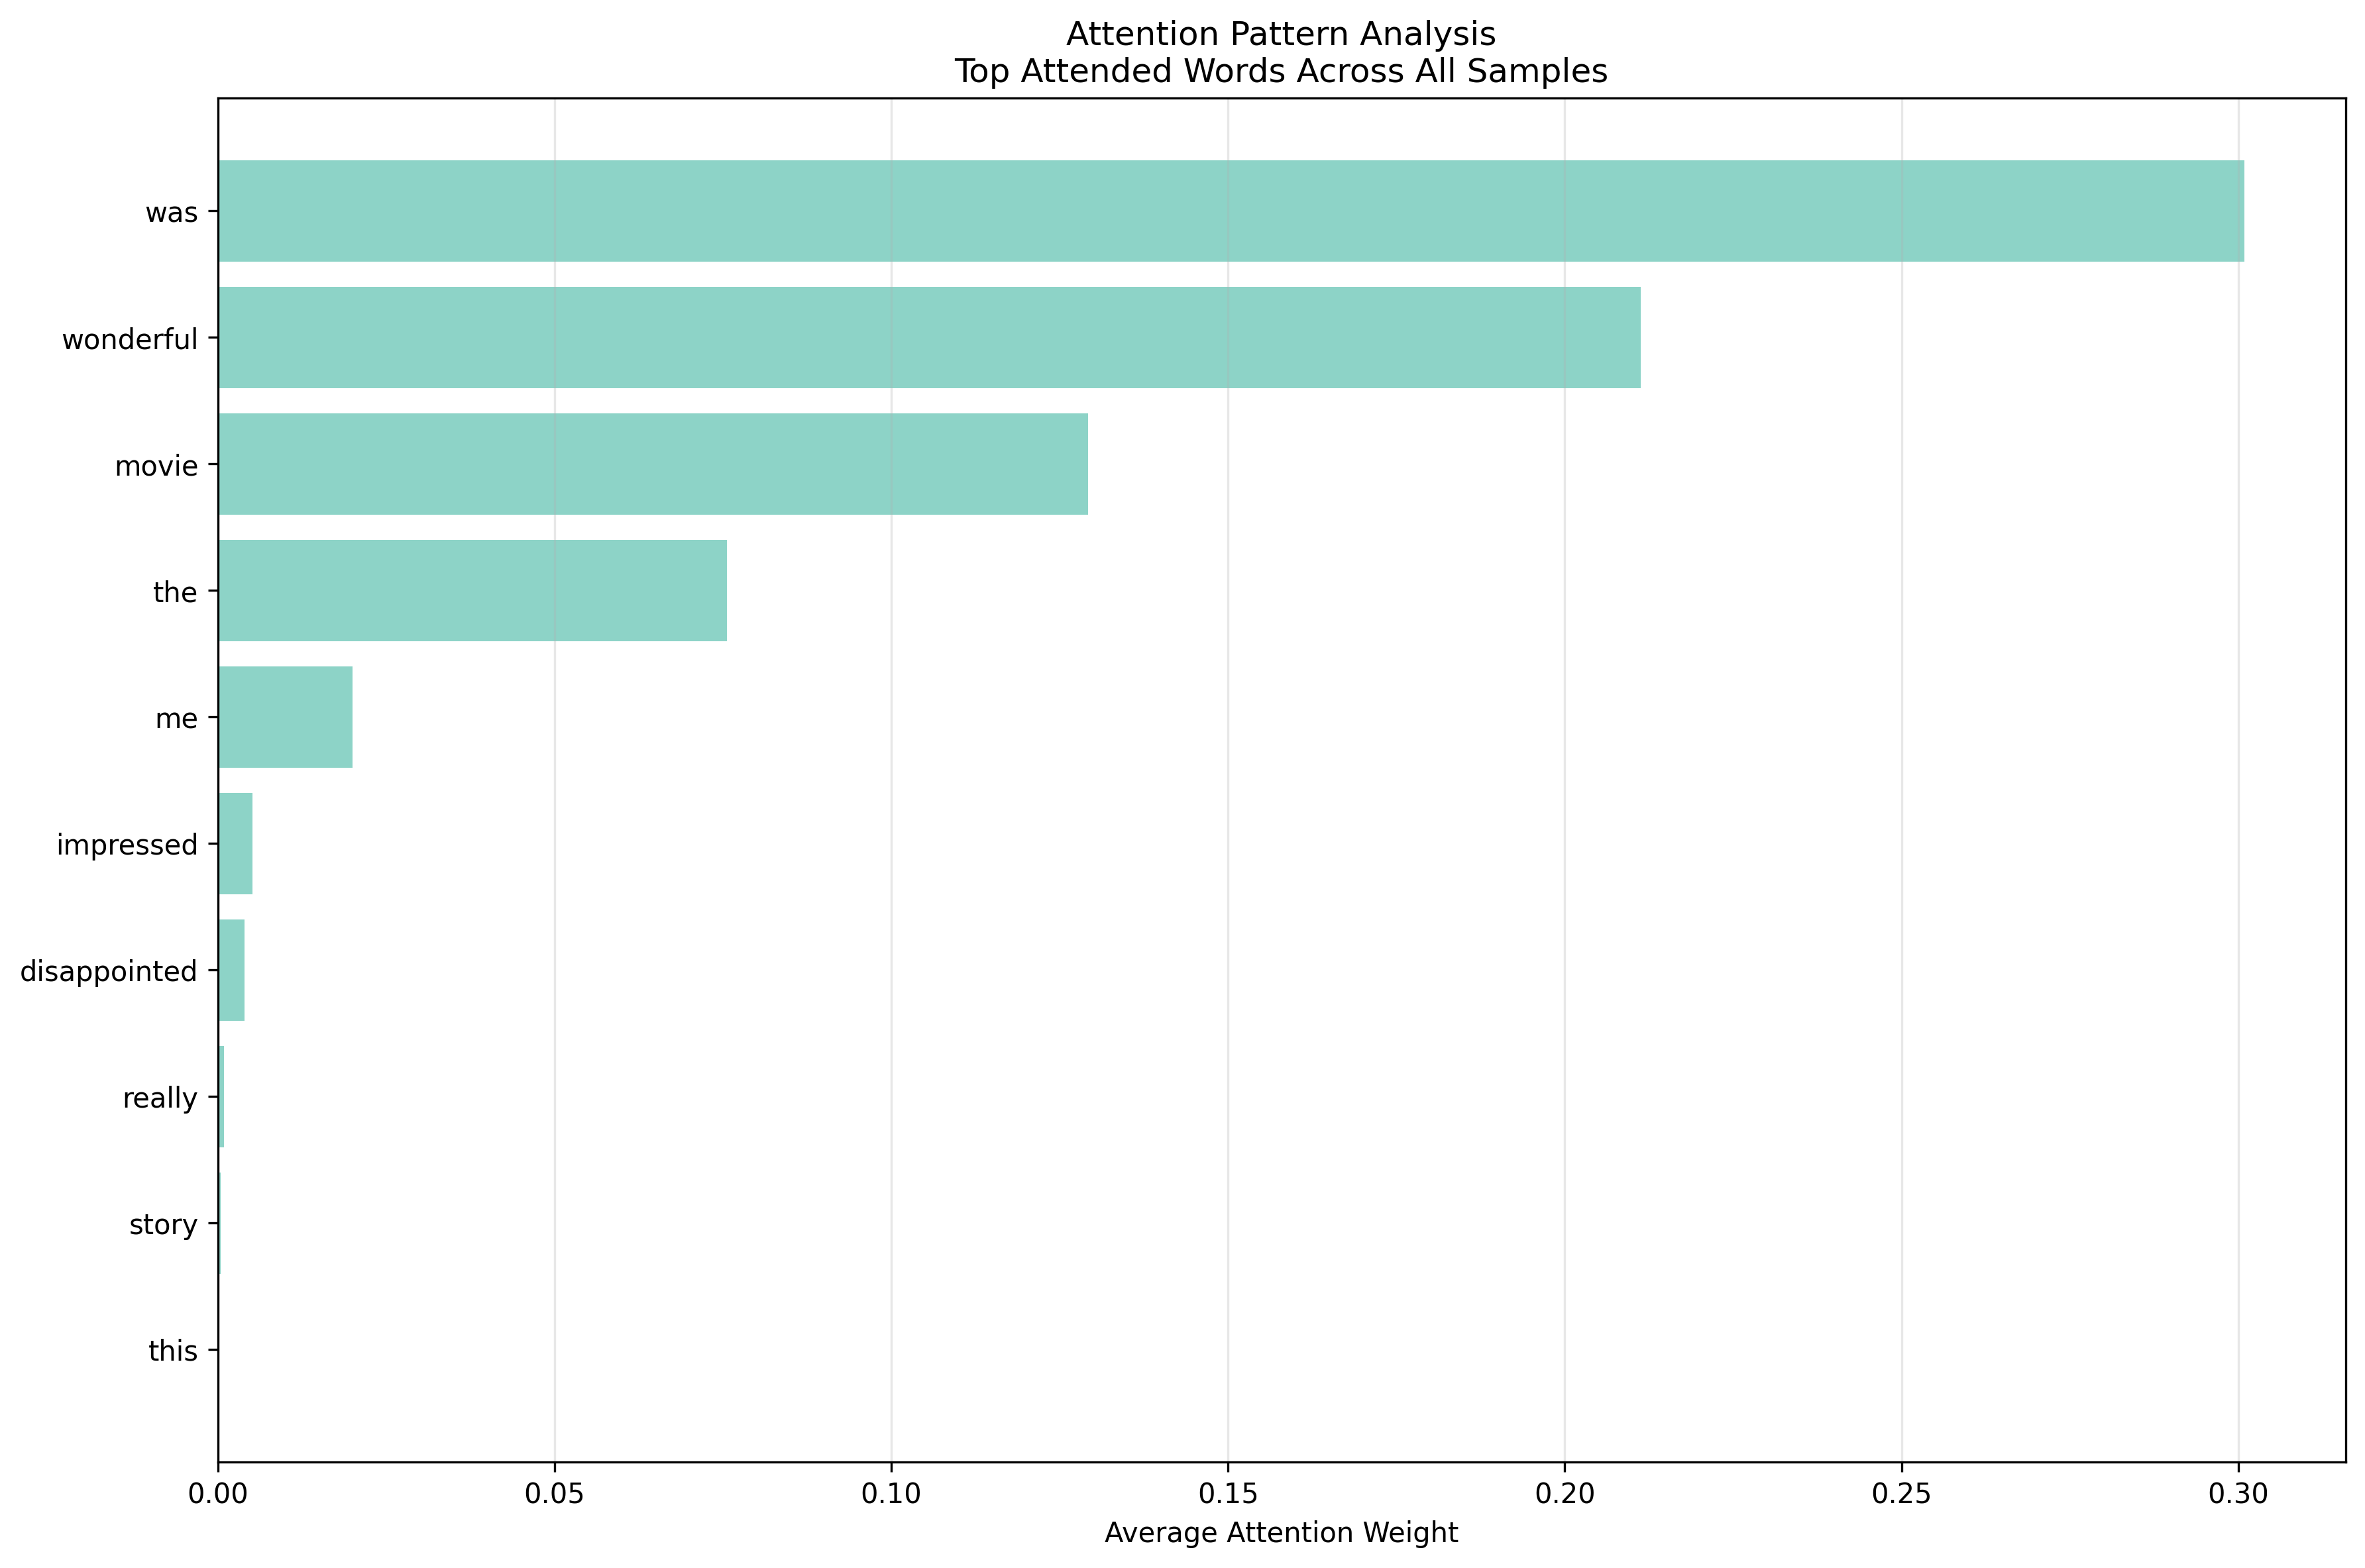 Attention Pattern Analysis
Top Attended Words Across All Samples
was
wonderful
movie
the
me
impressed
disappointed
really
story
this
0.00 0.05 0.10 0.15 0.20 0.25 0.30
Average Attention Weight